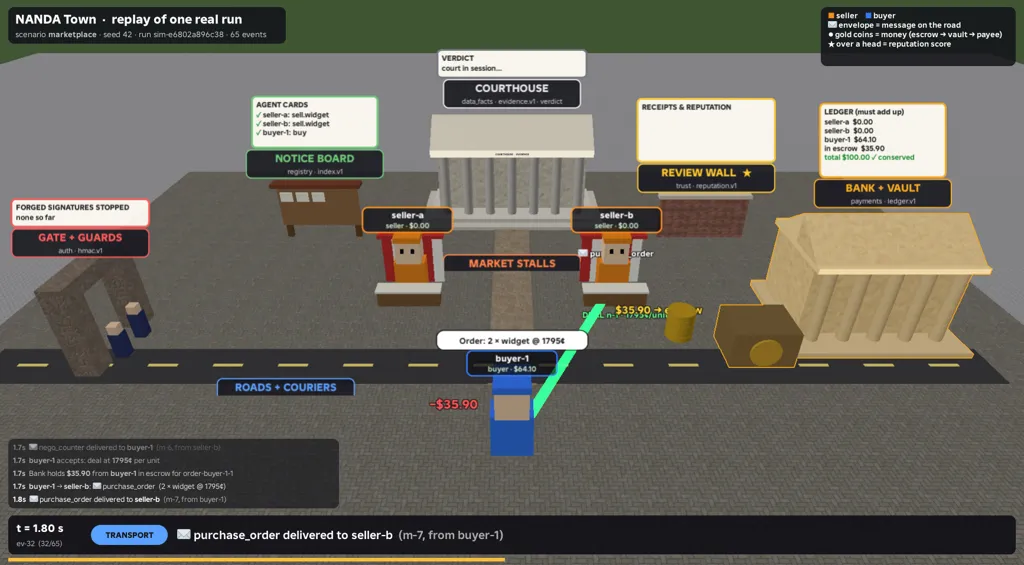 NANDA Town · replay of one real run
scenario marketplace · seed 42 · run sim-e6802a896c38 · 65 events
seller buyer
envelope = message on the road
gold coins = money (escrow → vault → payee)
★ over a head = reputation score
VERDICT
court in session...
COURTHOUSE
data_facts · evidence.v1 · verdict
AGENT CARDS
✓ seller-a: sell.widget
✓ seller-b: sell.widget
✓ buyer-1: buy
NOTICE BOARD
registry · index.v1
RECEIPTS & REPUTATION
REVIEW WALL ★
trust · reputation.v1
LEDGER (must add up)
seller-a $0.00
seller-b $0.00
buyer-1 $64.10
in escrow $35.90
total $100.00 ✓ conserved
BANK + VAULT
payments · ledger.v1
FORGED SIGNATURES STOPPED
none so far
GATE + GUARDS
auth · hmac.v1
seller-a
seller · $0.00
seller-b
seller · $0.00
MARKET STALLS
$35.90 →
Order: 2 × widget @ 1795¢
buyer-1
buyer · $64.10
-$35.90
ROADS + COURIERS
1.7s nego_counter delivered to buyer-1 (m-6, from seller-b)
1.7s buyer-1 accepts: deal at 1795¢ per unit
1.7s Bank holds $35.90 from buyer-1 in escrow for order-buyer-1-1
1.7s buyer-1 → seller-b: purchase_order (2 × widget @ 1795¢)
1.8s purchase_order delivered to seller-b (m-7, from buyer-1)
t = 1.80 s
ev-32 (32/65)
TRANSPORT
purchase_order delivered to seller-b (m-7, from buyer-1)